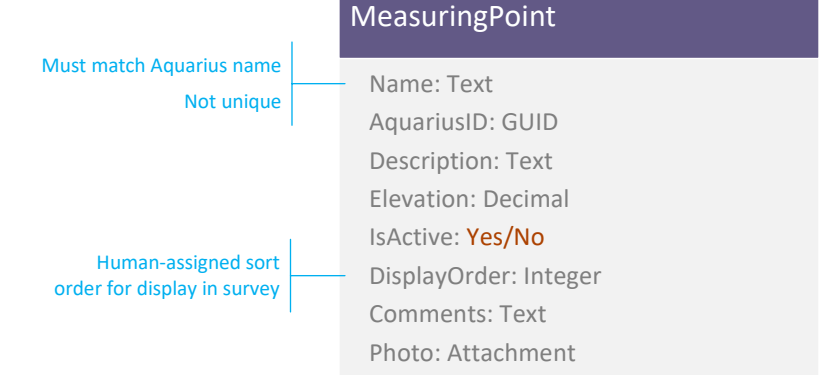 MeasuringPoint
Must match Aquarius name
Not unique
Name: Text
AquariusID: GUID
Description: Text
Elevation: Decimal
IsActive: Yes/No
Human-assigned sort
order for display in survey
DisplayOrder: Integer
Comments: Text
Photo: Attachment